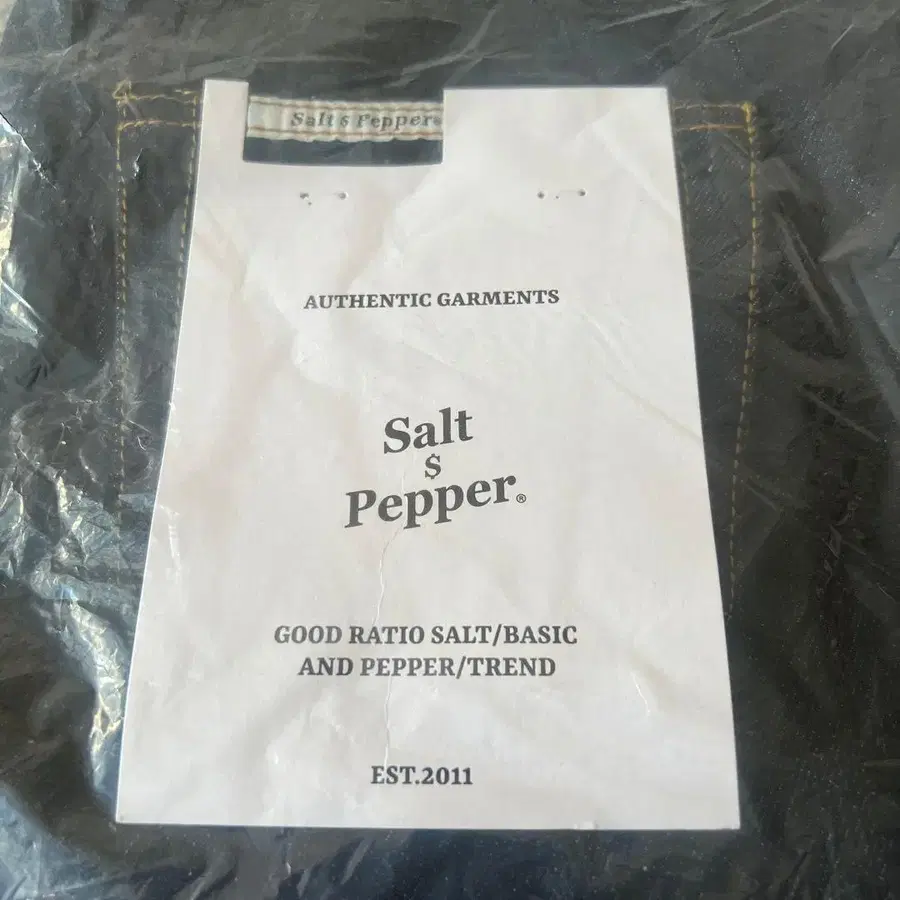 Salt $ Pepper®
AUTHENTIC GARMENTS
Salt
$
Pepper®
GOOD RATIO SALT/BASIC
AND PEPPER/TREND
EST.2011